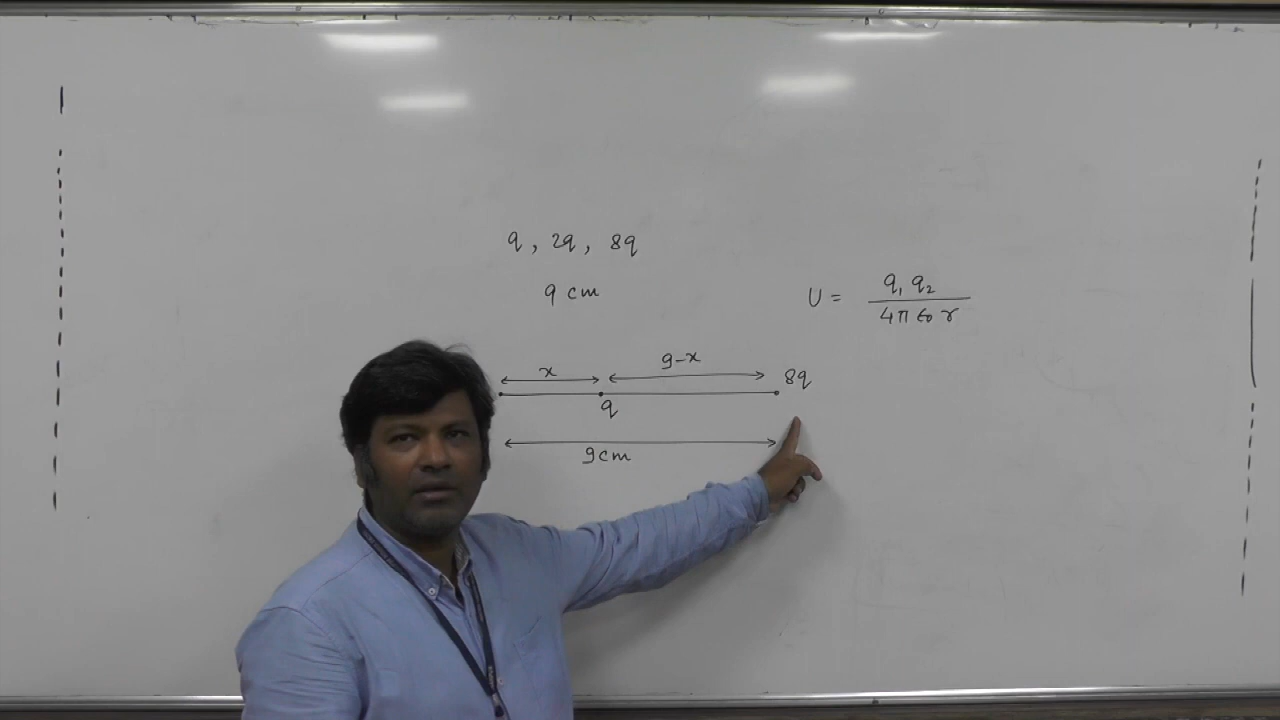 q, 2q, 8q
9 cm
U = q₁ q₂ / 4π ε₀ r
x
9-x
8q
q
9cm